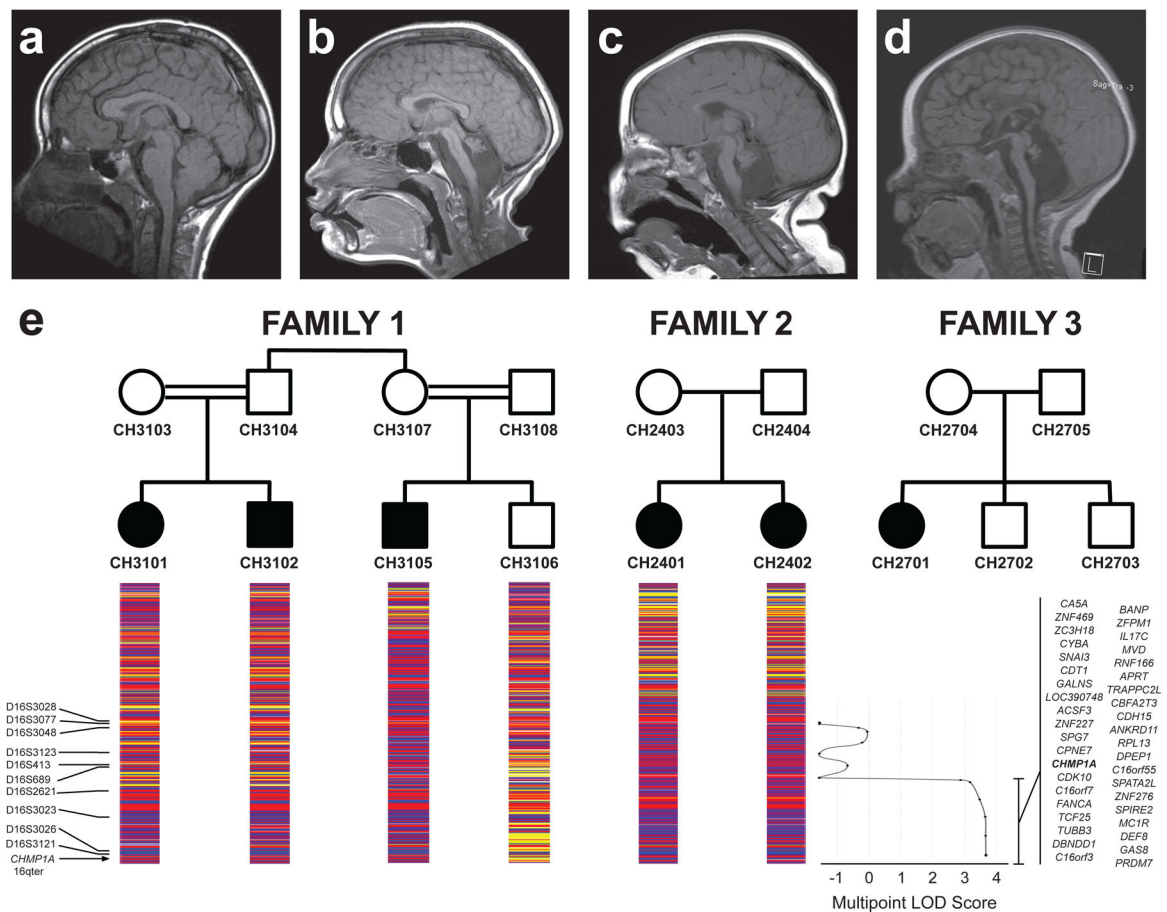 a
b
c
d
Sag>Tra -3
L
e
FAMILY 1
FAMILY 2
FAMILY 3
CH3103
CH3104
CH3107
CH3108
CH2403
CH2404
CH2704
CH2705
CH3101
CH3102
CH3105
CH3106
CH2401
CH2402
CH2701
CH2702
CH2703
D16S3028
D16S3077
D16S3048
D16S3123
D16S413
D16S689
D16S2621
D16S3023
D16S3026
D16S3121
CHMP1A
16qter
CA5A
ZNF469
ZC3H18
CYBA
SNAI3
CDT1
GALNS
LOC390748
ACSF3
ZNF227
SPG7
CPNE7
CHMP1A
CDK10
C16orf7
FANCA
TCF25
TUBB3
DBNDD1
C16orf3
BANP
ZFPM1
IL17C
MVD
RNF166
APRT
TRAPPC2L
CBFA2T3
CDH15
ANKRD11
RPL13
DPEP1
C16orf55
SPATA2L
ZNF276
SPIRE2
MC1R
DEF8
GAS8
PRDM7
-1 0 1 2 3 4
Multipoint LOD Score